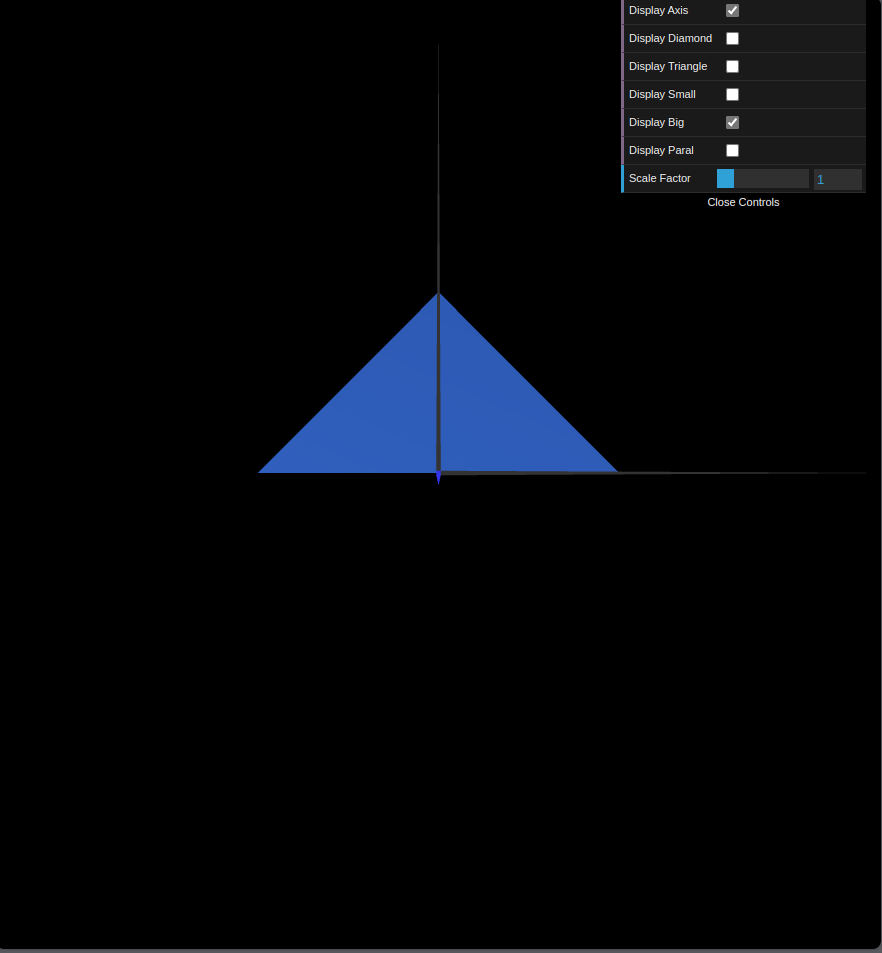 Display Axis
Display Diamond
Display Triangle
Display Small
Display Big
Display Paral
Scale Factor 1
Close Controls